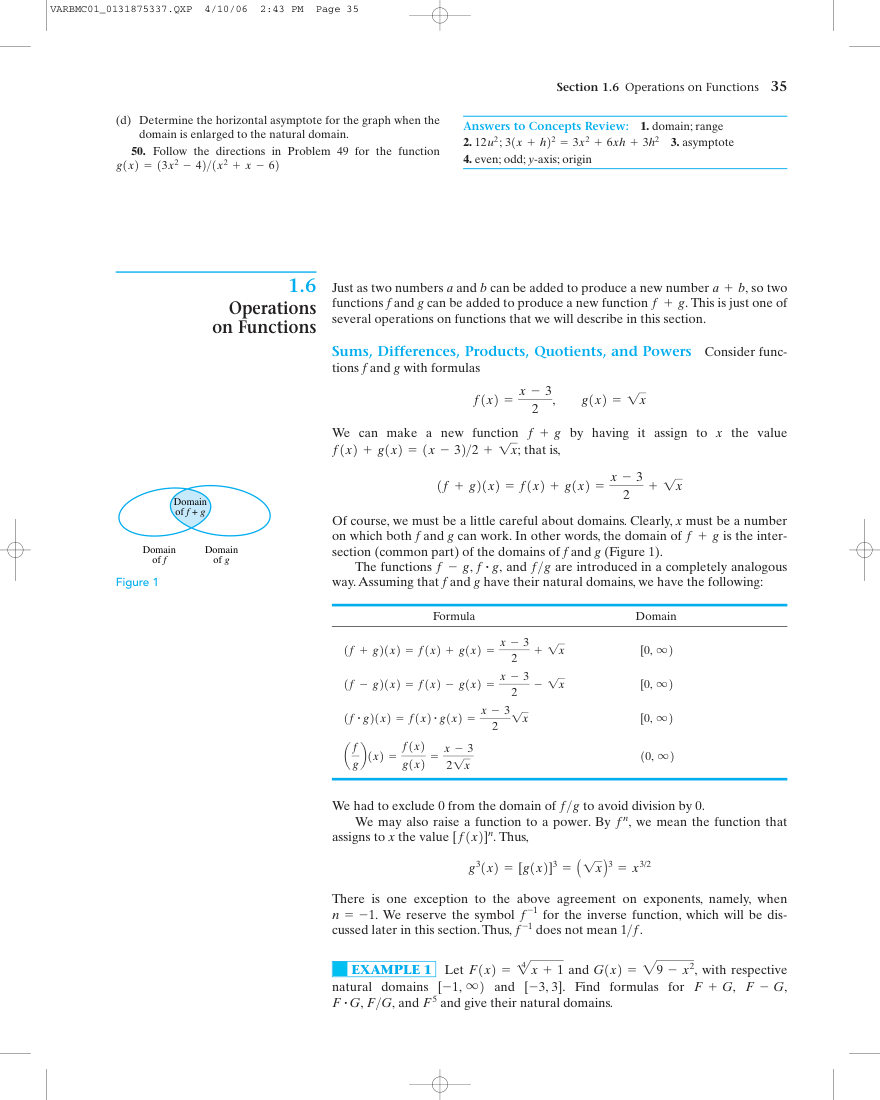 VARBMC01_0131875337.QXP 4/10/06 2:43 PM Page 35
Section 1.6 Operations on Functions 35
(d) Determine the horizontal asymptote for the graph when the
domain is enlarged to the natural domain.
50. Follow the directions in Problem 49 for the function
g(x) = (3x² − 4)/(x² + x − 6)
Answers to Concepts Review: 1. domain; range
2. 12u²; 3(x + h)² = 3x² + 6xh + 3h² 3. asymptote
4. even; odd; y-axis; origin
1.6
Operations
on Functions
Just as two numbers a and b can be added to produce a new number a + b, so two
functions f and g can be added to produce a new function f + g. This is just one of
several operations on functions that we will describe in this section.
Sums, Differences, Products, Quotients, and Powers Consider func-
tions f and g with formulas
f(x) = (x − 3)/2, g(x) = √x
We can make a new function f + g by having it assign to x the value
f(x) + g(x) = (x − 3)/2 + √x; that is,
(f + g)(x) = f(x) + g(x) = (x − 3)/2 + √x
Of course, we must be a little careful about domains. Clearly, x must be a number
on which both f and g can work. In other words, the domain of f + g is the inter-
section (common part) of the domains of f and g (Figure 1).
The functions f − g, f · g, and f/g are introduced in a completely analogous
way. Assuming that f and g have their natural domains, we have the following:
Domain
of f + g
Domain
of f
Domain
of g
Figure 1
Formula Domain
(f + g)(x) = f(x) + g(x) = (x − 3)/2 + √x [0, ∞)
(f − g)(x) = f(x) − g(x) = (x − 3)/2 − √x [0, ∞)
(f · g)(x) = f(x) · g(x) = (x − 3)/2 √x [0, ∞)
(f/g)(x) = f(x)/g(x) = (x − 3)/(2√x) (0, ∞)
We had to exclude 0 from the domain of f/g to avoid division by 0.
We may also raise a function to a power. By fⁿ, we mean the function that
assigns to x the value [f(x)]ⁿ. Thus,
g³(x) = [g(x)]³ = (√x)³ = x^(3/2)
There is one exception to the above agreement on exponents, namely, when
n = −1. We reserve the symbol f⁻¹ for the inverse function, which will be dis-
cussed later in this section. Thus, f⁻¹ does not mean 1/f.
EXAMPLE 1 Let F(x) = ∜(x + 1) and G(x) = √(9 − x²), with respective
natural domains [−1, ∞) and [−3, 3]. Find formulas for F + G, F − G,
F · G, F/G, and F⁵ and give their natural domains.